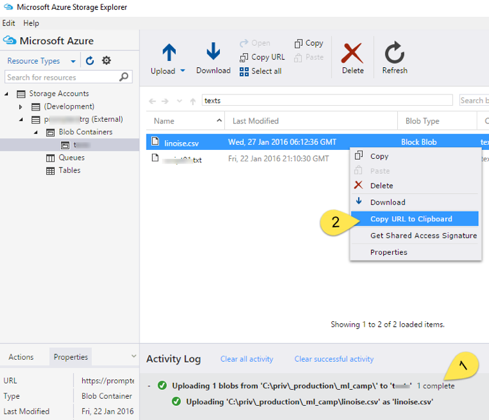 Microsoft Azure Storage Explorer
Edit Help
Microsoft Azure
Resource Types
Search for resources
Storage Accounts
(Development)
trg (External)
Blob Containers
Queues
Tables
Upload
Download
Open
Copy URL
Select all
Copy
Paste
Delete
Refresh
texts
Search b
Name Last Modified Blob Type C
linoise.csv Wed, 27 Jan 2016 06:12:36 GMT Block Blob tex
.txt Fri, 22 Jan 2016 21:10:30 GMT
Copy
Paste
Delete
Download
2 Copy URL to Clipboard
Get Shared Access Signature
Properties
Showing 1 to 2 of 2 loaded items.
Actions Properties
URL https://prompte
Type Blob Container
Last Modified Fri, 22 Jan 2016
Activity Log Clear all activity Clear successful activity
1
- Uploading 1 blobs from 'C:\priv\_production\_ml_camp\' to 1 complete
Uploading 'C:\priv\_production\_ml_camp\linoise.csv' as 'linoise.csv'